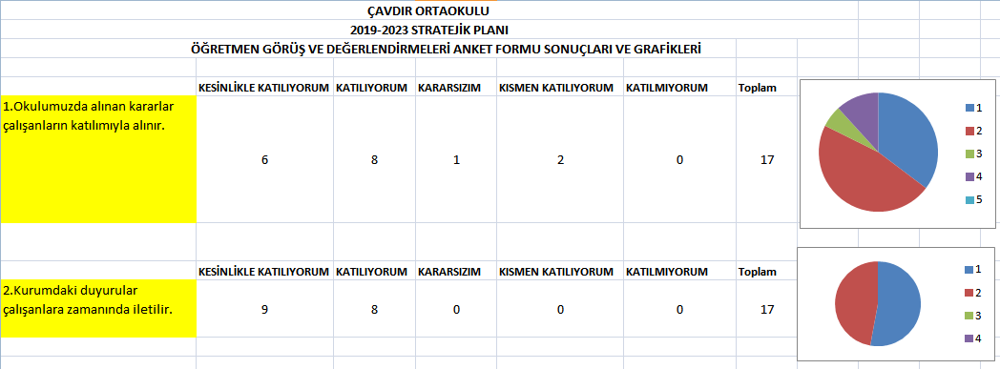 ÇAVDIR ORTAOKULU
2019-2023 STRATEJİK PLANI
ÖĞRETMEN GÖRÜŞ VE DEĞERLENDİRMELERİ ANKET FORMU SONUÇLARI VE GRAFİKLERİ
KESİNLİKLE KATILIYORUM KATILIYORUM KARARSIZIM KISMEN KATILIYORUM KATILMIYORUM Toplam
1.Okulumuzda alınan kararlar
çalışanların katılımıyla alınır.
6 8 1 2 0 17
1
2
3
4
5
KESİNLİKLE KATILIYORUM KATILIYORUM KARARSIZIM KISMEN KATILIYORUM KATILMIYORUM Toplam
2.Kurumdaki duyurular
çalışanlara zamanında iletilir.
9 8 0 0 0 17
1
2
3
4